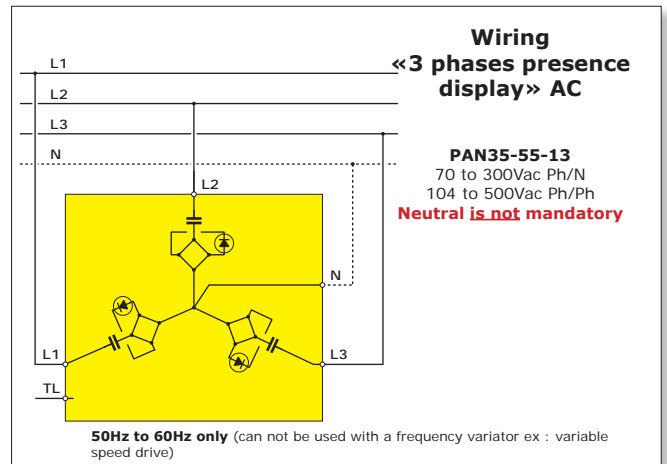 Wiring
«3 phases presence
display» AC
L1
L2
L3
N
PAN35-55-13
70 to 300Vac Ph/N
104 to 500Vac Ph/Ph
Neutral is not mandatory
L2
N
L1
L3
TL
50Hz to 60Hz only (can not be used with a frequency variator ex : variable
speed drive)